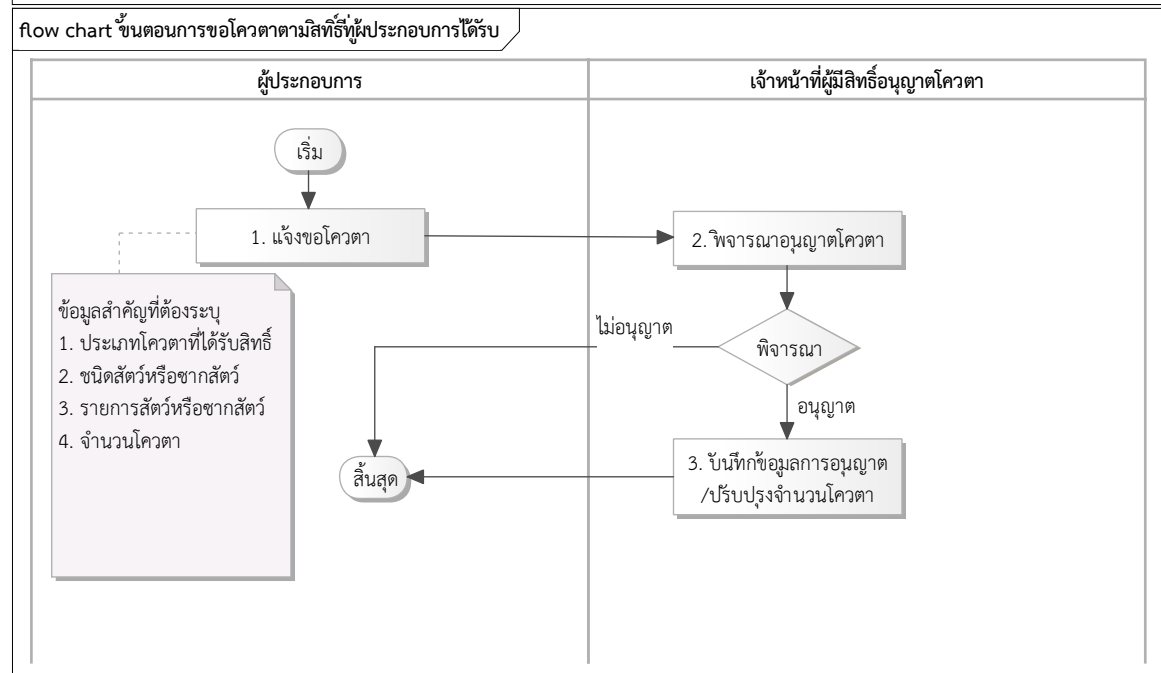 flow chart ขั้นตอนการขอโควตาตามสิทธิ์ที่ผู้ประกอบการได้รับ
ผู้ประกอบการ
เจ้าหน้าที่ผู้มีสิทธิ์อนุญาตโควตา
เริ่ม
1. แจ้งขอโควตา
2. พิจารณาอนุญาตโควตา
ข้อมูลสำคัญที่ต้องระบุ
1. ประเภทโควตาที่ได้รับสิทธิ์
2. ชนิดสัตว์หรือซากสัตว์
3. รายการสัตว์หรือซากสัตว์
4. จำนวนโควตา
ไม่อนุญาต
พิจารณา
อนุญาต
สิ้นสุด
3. บันทึกข้อมูลการอนุญาต
/ปรับปรุงจำนวนโควตา